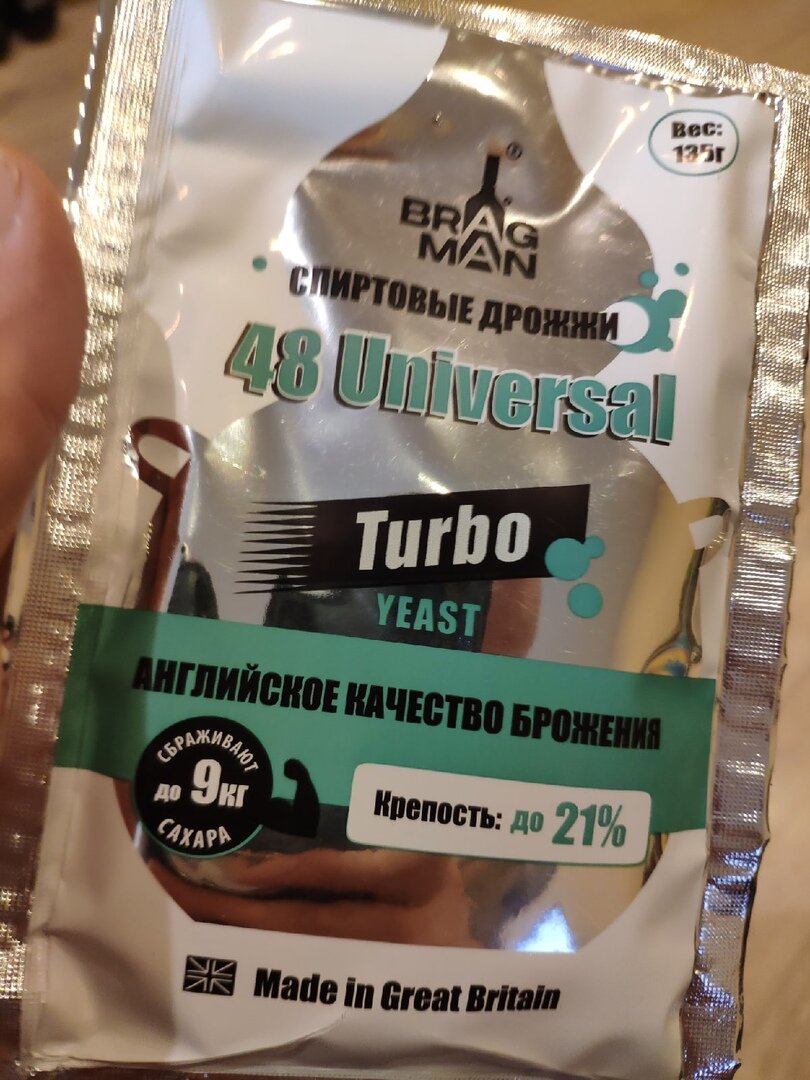 Вес:
135г
BRAG
MAN
СПИРТОВЫЕ ДРОЖЖИ
48 Universal
Turbo
YEAST
АНГЛИЙСКОЕ КАЧЕСТВО БРОЖЕНИЯ
СБРАЖИВАЮТ
до 9кг
САХАРА
Крепость: до 21%
Made in Great Britain